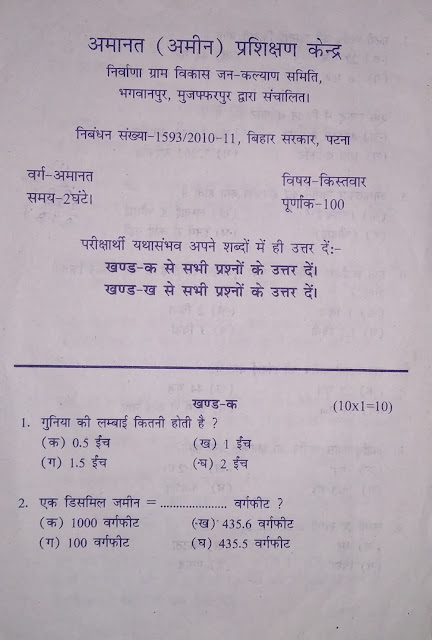 अमानत (अमीन) प्रशिक्षण केन्द्र
निर्वाणा ग्राम विकास जन-कल्याण समिति,
भगवानपुर, मुजफ्फरपुर द्वारा संचालित।
निबंधन संख्या-1593/2010-11, बिहार सरकार, पटना
वर्ग-अमानत विषय-किस्तवार
समय-2घंटे। पूर्णांक-100
परीक्षार्थी यथासंभव अपने शब्दों में ही उत्तर दें:-
खण्ड-क से सभी प्रश्नों के उत्तर दें।
खण्ड-ख से सभी प्रश्नों के उत्तर दें।
खण्ड-क (10x1=10)
1. गुनिया की लम्बाई कितनी होती है ?
(क) 0.5 ईंच (ख) 1 ईंच
(ग) 1.5 ईंच (घ) 2 ईंच
2. एक डिसमिल जमीन = ..................... वर्गफीट ?
(क) 1000 वर्गफीट (ख) 435.6 वर्गफीट
(ग) 100 वर्गफीट (घ) 435.5 वर्गफीट